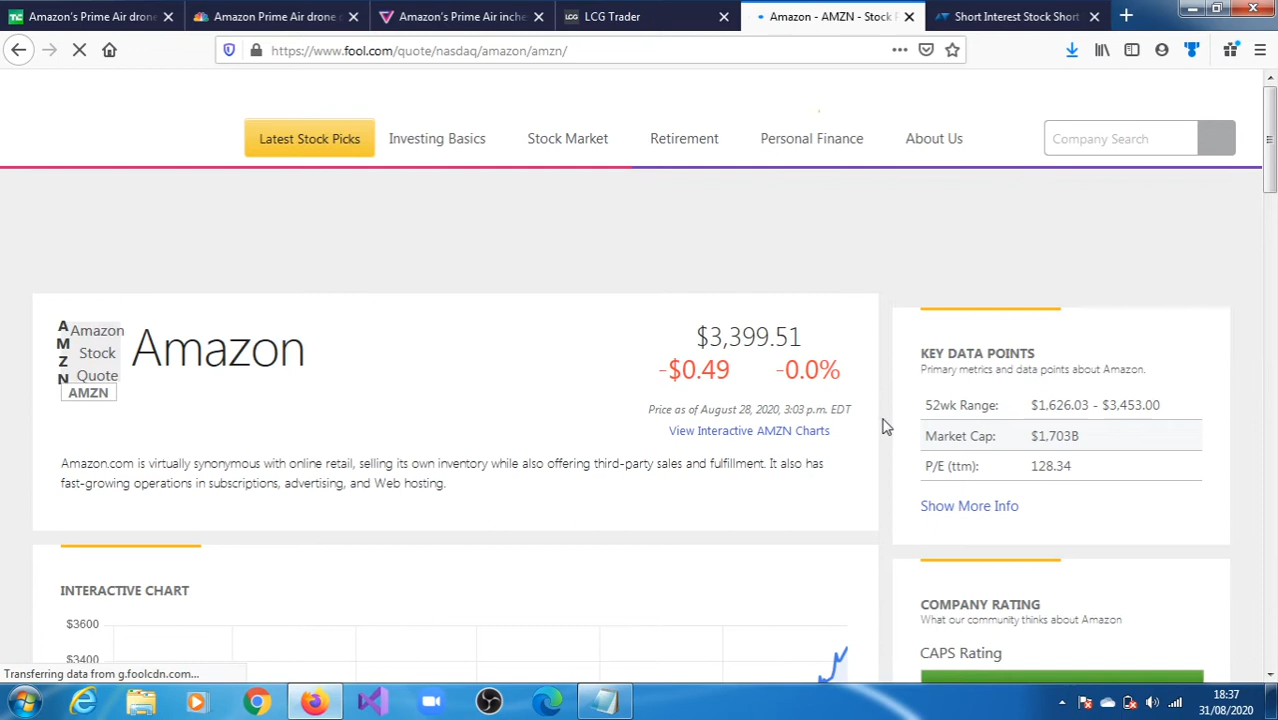 Amazon's Prime Air dron
Amazon Prime Air drone
Amazon's Prime Air inche
LCG Trader
Amazon - AMZN - Stock
Short Interest Stock Short
https://www.fool.com/quote/nasdaq/amazon/amzn/
Latest Stock Picks
Investing Basics
Stock Market
Retirement
Personal Finance
About Us
Company Search
AMZN
Amazon Stock Quote
Amazon
AMZN
$3,399.51
-$0.49 -0.0%
Price as of August 28, 2020, 3:03 p.m. EDT
View Interactive AMZN Charts
Amazon.com is virtually synonymous with online retail, selling its own inventory while also offering third-party sales and fulfillment. It also has
fast-growing operations in subscriptions, advertising, and Web hosting.
KEY DATA POINTS
Primary metrics and data points about Amazon.
52wk Range: $1,626.03 - $3,453.00
Market Cap: $1,703B
P/E (ttm): 128.34
Show More Info
INTERACTIVE CHART
$3600
$3400
COMPANY RATING
What our community thinks about Amazon
CAPS Rating
Transferring data from g.foolcdn.com...
18:37
31/08/2020